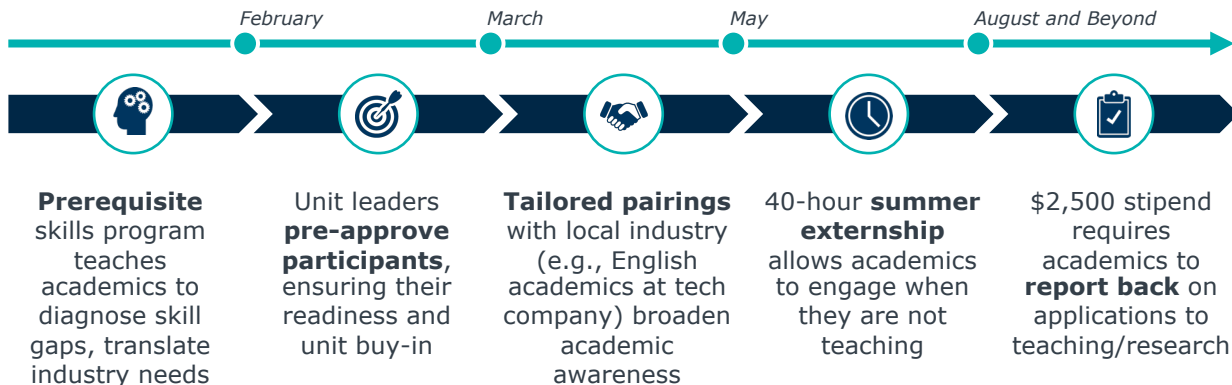 February
March
May
August and Beyond
Prerequisite
skills program
teaches
academics to
diagnose skill
gaps, translate
industry needs
Unit leaders
pre-approve
participants,
ensuring their
readiness and
unit buy-in
Tailored pairings
with local industry
(e.g., English
academics at tech
company) broaden
academic
awareness
40-hour summer
externship
allows academics
to engage when
they are not
teaching
$2,500 stipend
requires
academics to
report back on
applications to
teaching/research